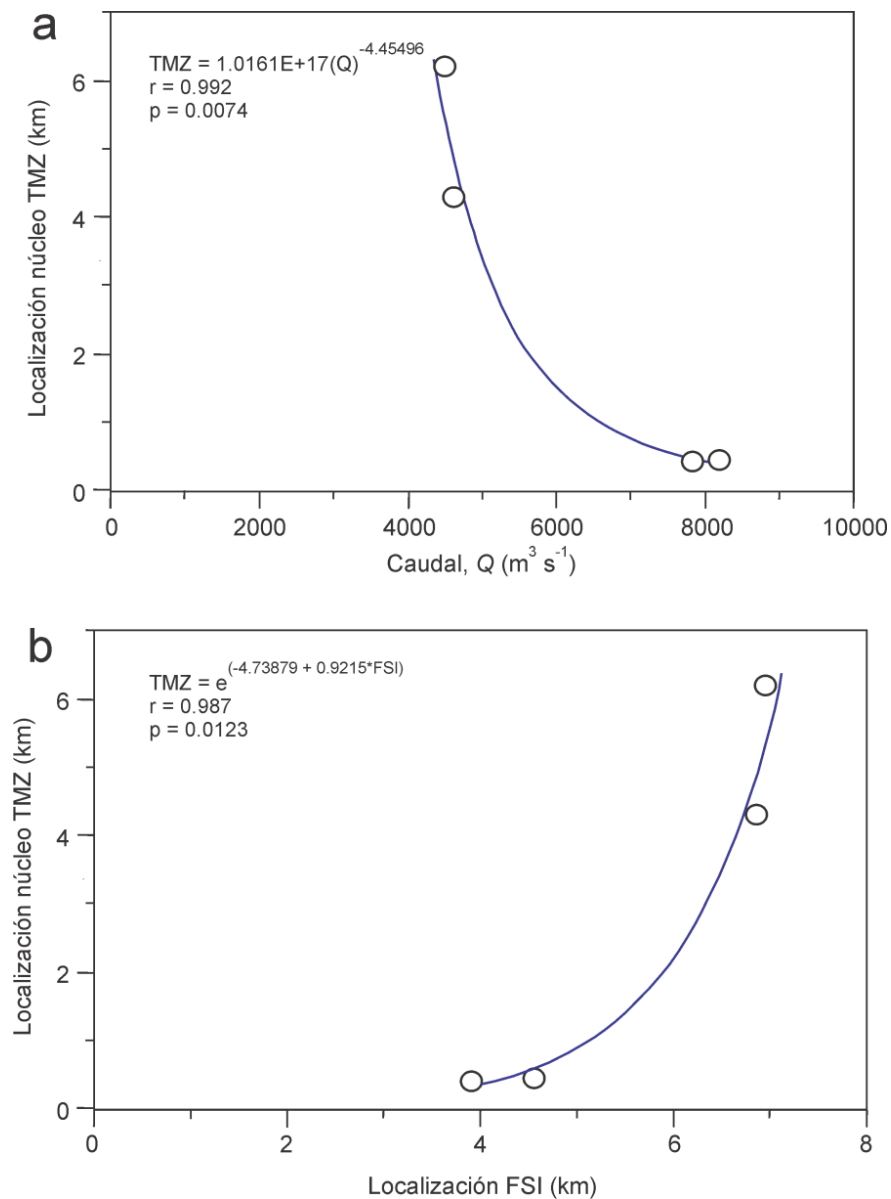 a
TMZ = 1.0161E+17(Q)^-4.45496
r = 0.992
p = 0.0074
Localización núcleo TMZ (km)
6
4
2
0
0 2000 4000 6000 8000 10000
Caudal, Q (m³ s⁻¹)
b
TMZ = e^(-4.73879 + 0.9215*FSI)
r = 0.987
p = 0.0123
Localización núcleo TMZ (km)
6
4
2
0
0 2 4 6 8
Localización FSI (km)